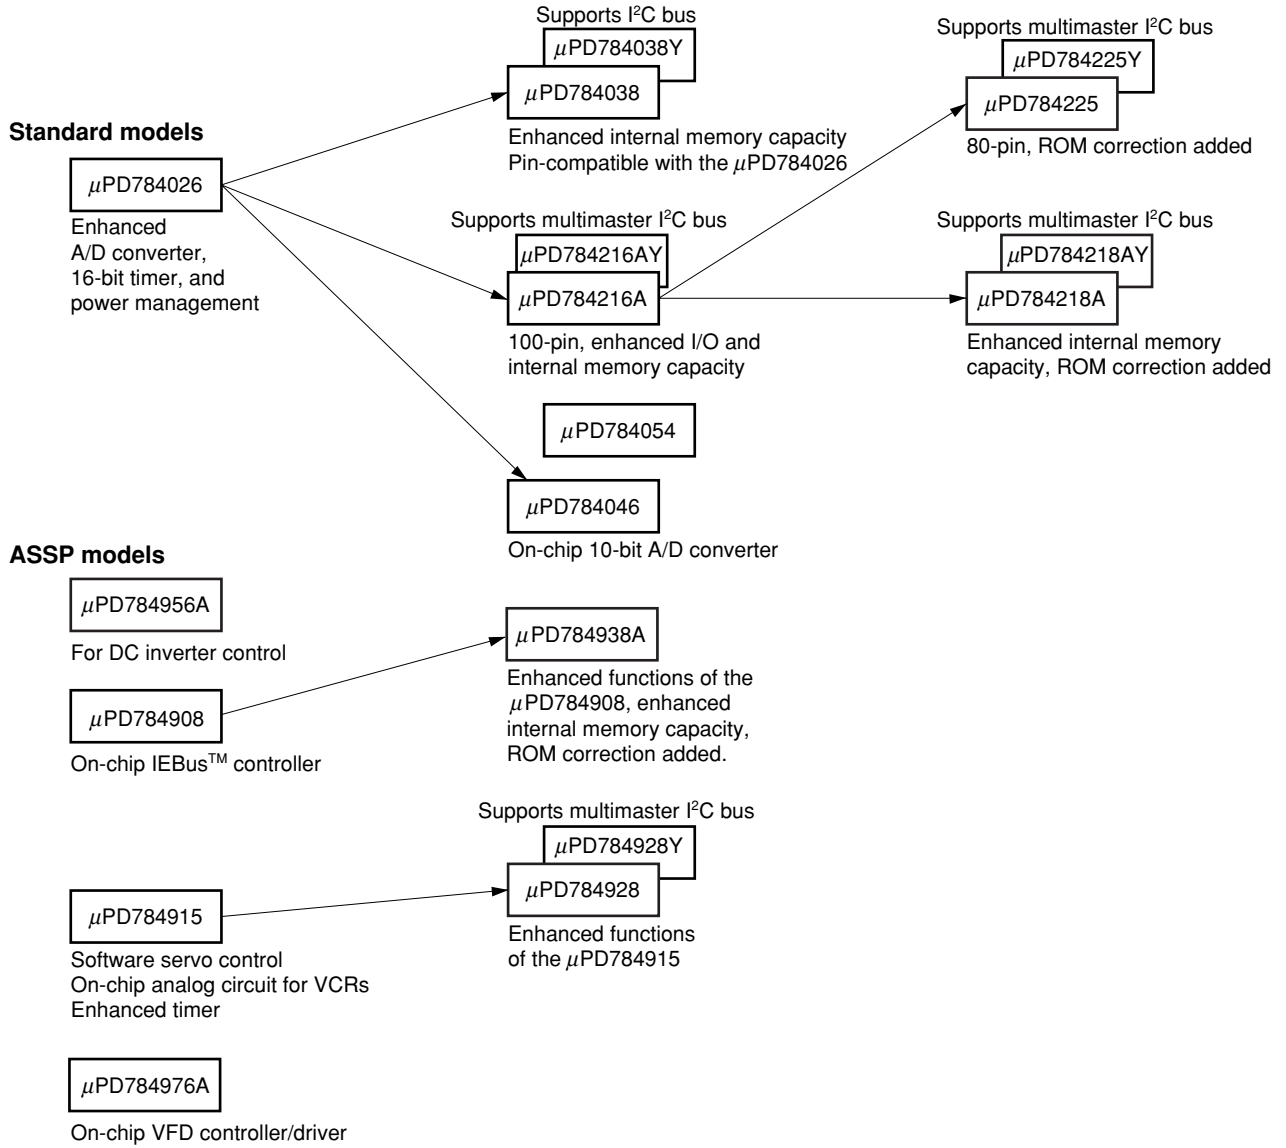 Standard models
μPD784026
Enhanced
A/D converter,
16-bit timer, and
power management
Supports I²C bus
μPD784038Y
μPD784038
Enhanced internal memory capacity
Pin-compatible with the μPD784026
Supports multimaster I²C bus
μPD784216AY
μPD784216A
100-pin, enhanced I/O and
internal memory capacity
μPD784054
μPD784046
On-chip 10-bit A/D converter
Supports multimaster I²C bus
μPD784225Y
μPD784225
80-pin, ROM correction added
Supports multimaster I²C bus
μPD784218AY
μPD784218A
Enhanced internal memory
capacity, ROM correction added
ASSP models
μPD784956A
For DC inverter control
μPD784908
On-chip IEBus™ controller
μPD784938A
Enhanced functions of the
μPD784908, enhanced
internal memory capacity,
ROM correction added.
μPD784915
Software servo control
On-chip analog circuit for VCRs
Enhanced timer
Supports multimaster I²C bus
μPD784928Y
μPD784928
Enhanced functions
of the μPD784915
μPD784976A
On-chip VFD controller/driver